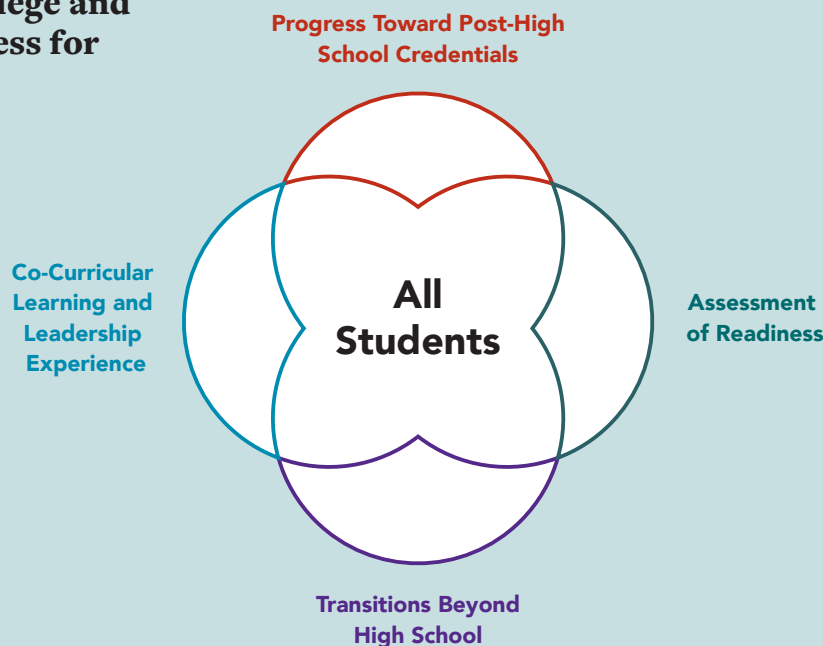 lege and
ess for
Progress Toward Post-High
School Credentials
Co-Curricular
Learning and
Leadership
Experience
All
Students
Assessment
of Readiness
Transitions Beyond
High School